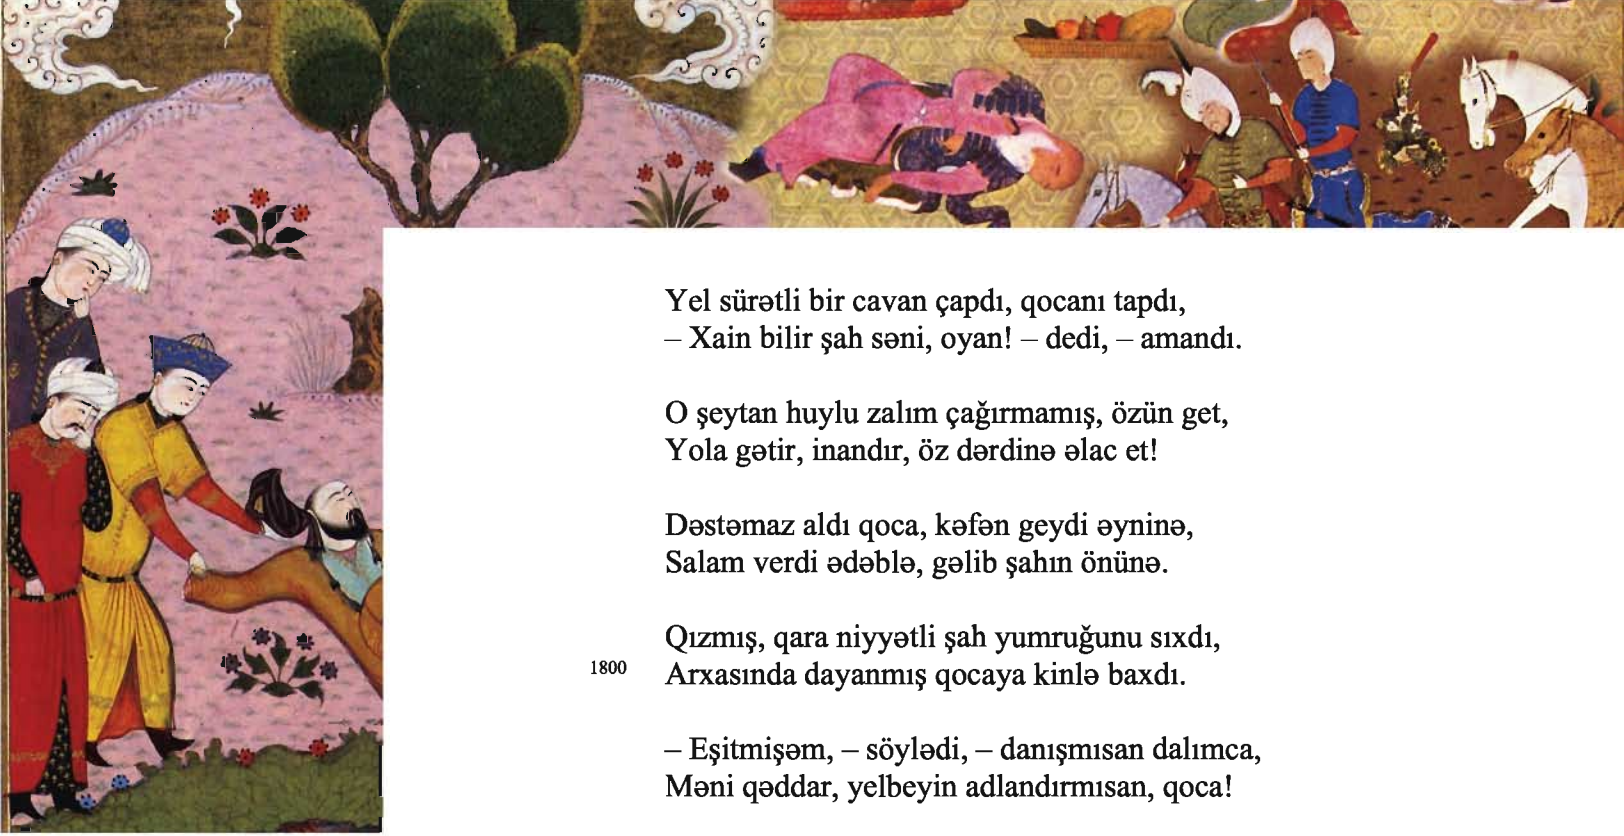 Yel sürətli bir cavan çapdı, qocanı tapdı,
– Xain bilir şah səni, oyan! – dedi, – amandı.
O şeytan huylu zalım çağırmamış, özün get,
Yola gətir, inandır, öz dərdinə əlac et!
Dəstəmaz aldı qoca, kəfən geydi əyninə,
Salam verdi ədəblə, gəlib şahın önünə.
Qızmış, qara niyyətli şah yumruğunu sıxdı,
1800 Arxasında dayanmış qocaya kinlə baxdı.
– Eşitmişəm, – söylədi, – danışmısan dalımca,
Məni qəddar, yelbeyin adlandırmısan, qoca!